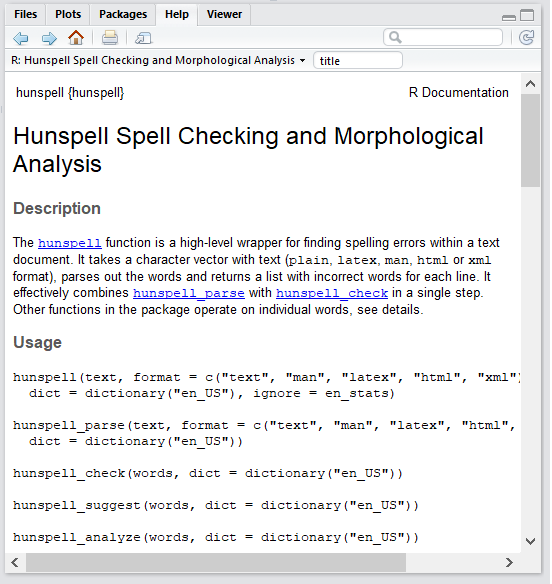 Files Plots Packages Help Viewer
R: Hunspell Spell Checking and Morphological Analysis title
hunspell {hunspell} R Documentation
Hunspell Spell Checking and Morphological
Analysis
Description
The hunspell function is a high-level wrapper for finding spelling errors within a text
document. It takes a character vector with text (plain, latex, man, html or xml
format), parses out the words and returns a list with incorrect words for each line. It
effectively combines hunspell_parse with hunspell_check in a single step.
Other functions in the package operate on individual words, see details.
Usage
hunspell(text, format = c("text", "man", "latex", "html", "xml")
dict = dictionary("en_US"), ignore = en_stats)
hunspell_parse(text, format = c("text", "man", "latex", "html",
dict = dictionary("en_US"))
hunspell_check(words, dict = dictionary("en_US"))
hunspell_suggest(words, dict = dictionary("en_US"))
hunspell_analyze(words, dict = dictionary("en_US"))